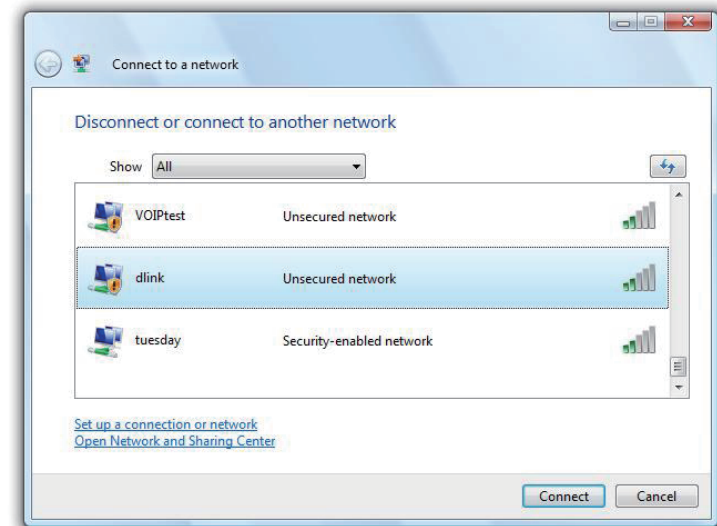 Connect to a network
Disconnect or connect to another network
Show All
VOIPtest Unsecured network
dlink Unsecured network
tuesday Security-enabled network
Set up a connection or network
Open Network and Sharing Center
Connect Cancel